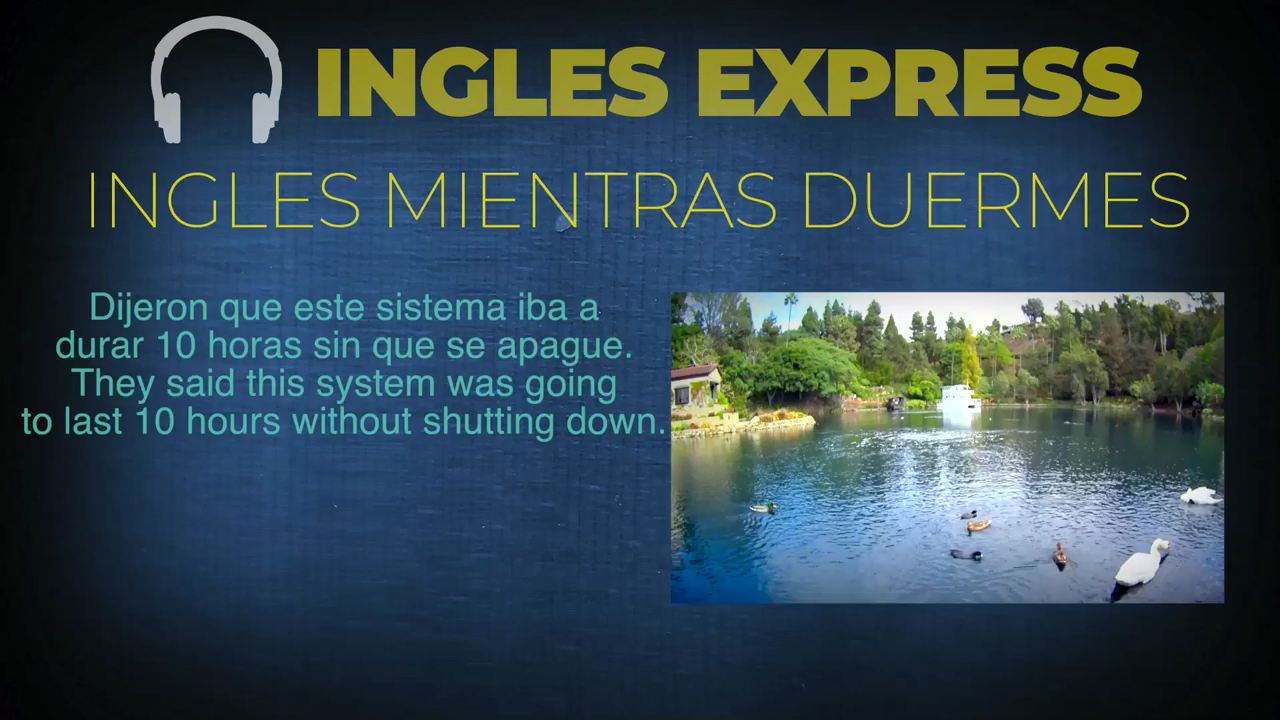 INGLES EXPRESS
INGLES MIENTRAS DUERMES
Dijeron que este sistema iba a
durar 10 horas sin que se apague.
They said this system was going
to last 10 hours without shutting down.